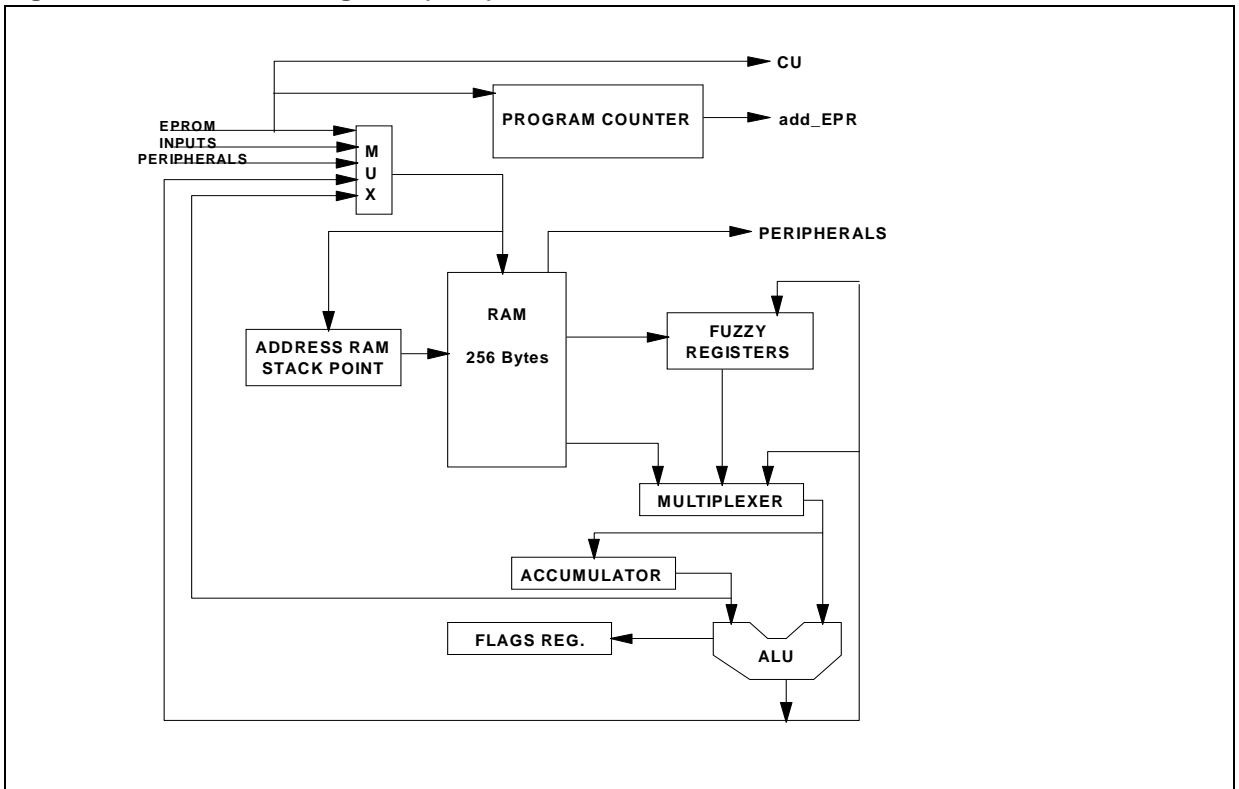 CU
PROGRAM COUNTER
add_EPR
EPROM
INPUTS
PERIPHERALS
M
U
X
PERIPHERALS
RAM
256 Bytes
FUZZY
REGISTERS
ADDRESS RAM
STACK POINT
MULTIPLEXER
ACCUMULATOR
FLAGS REG.
ALU